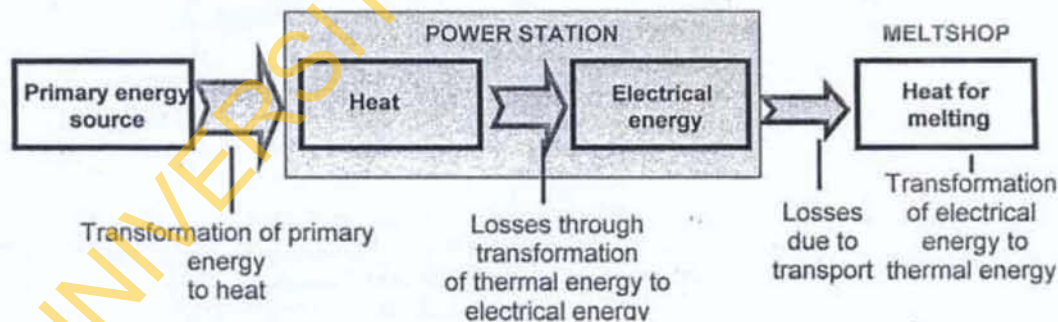 POWER STATION
MELTSHOP
Primary energy
source
Heat
Electrical
energy
Heat for
melting
Transformation of primary
energy
to heat
Losses through
transformation
of thermal energy to
electrical energy
Losses
due to
transport
Transformation
of electrical
energy to
thermal energy
UNIVERSIT